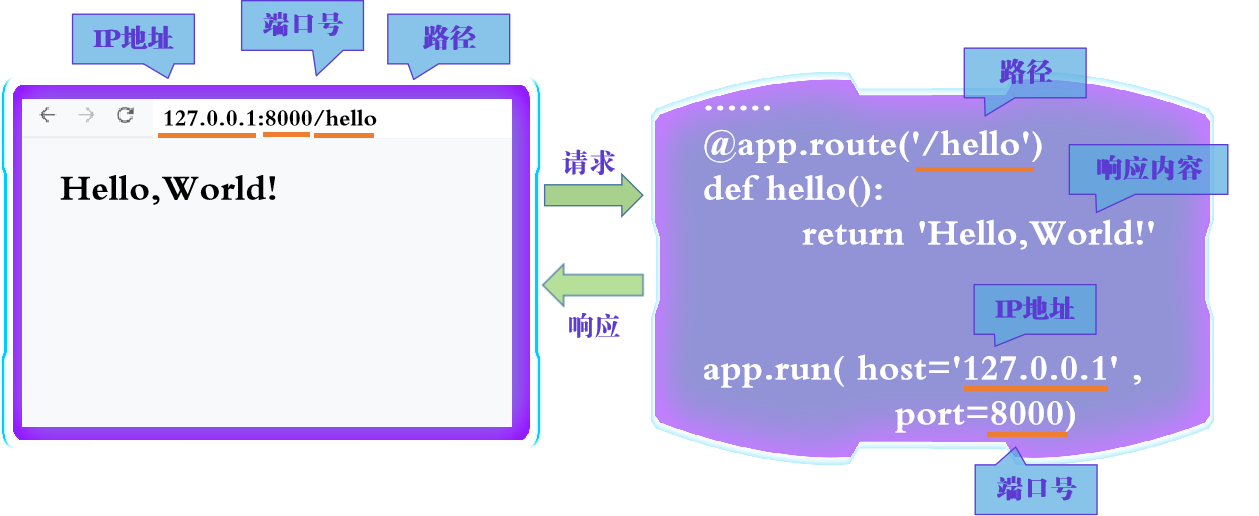 IP地址
端口号
路径
127.0.0.1:8000/hello
Hello,World!
请求
响应
路径
......
@app.route('/hello')
响应内容
def hello():
return 'Hello,World!'
IP地址
app.run( host='127.0.0.1' ,
port=8000)
端口号